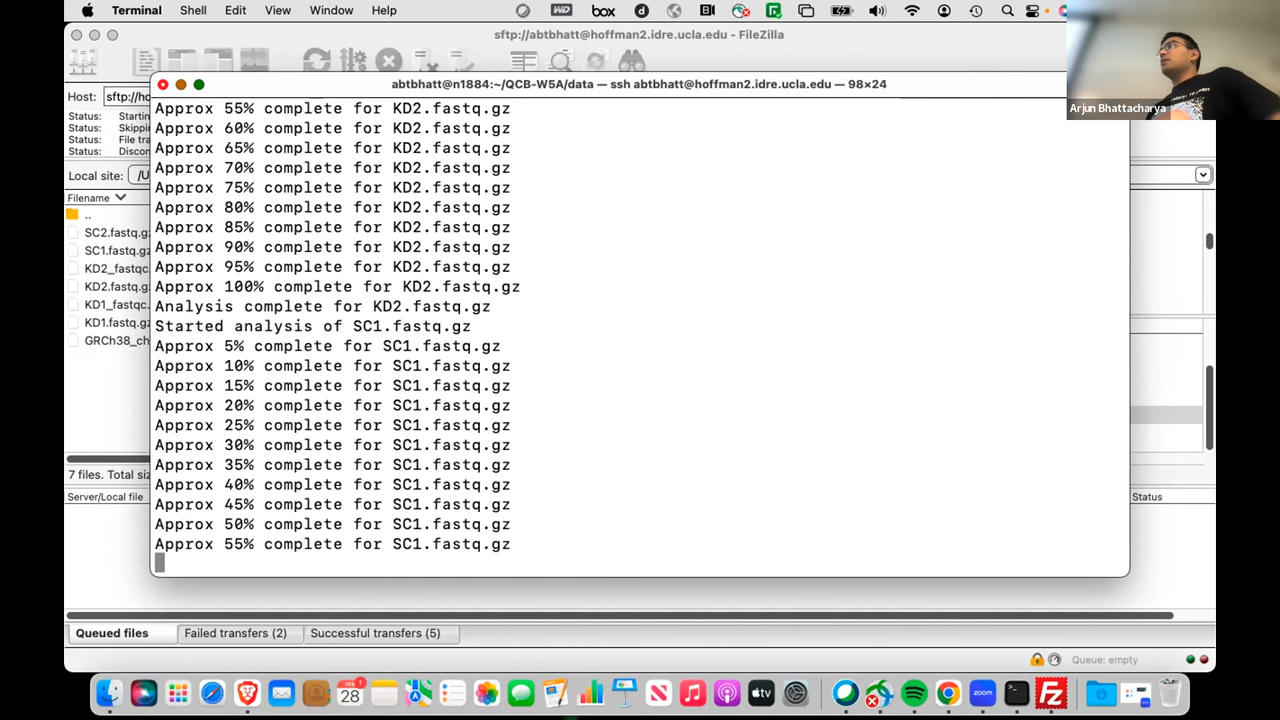 Terminal Shell Edit View Window Help
sftp://abtbhatt@hoffman2.idre.ucla.edu - FileZilla
abtbhatt@n1884:~/QCB-W5A/data — ssh abtbhatt@hoffman2.idre.ucla.edu — 98×24
Arjun Bhattacharya
Host: sftp://ho
Status: Startin
Status: Skippin
Status: File tra
Status: Discon
Local site: /U
Filename
..
SC2.fastq.gz
SC1.fastq.gz
KD2_fastqc.
KD2.fastq.gz
KD1_fastqc.
KD1.fastq.gz
GRCh38_ch
7 files. Total siz
Server/Local file
Status
Approx 55% complete for KD2.fastq.gz
Approx 60% complete for KD2.fastq.gz
Approx 65% complete for KD2.fastq.gz
Approx 70% complete for KD2.fastq.gz
Approx 75% complete for KD2.fastq.gz
Approx 80% complete for KD2.fastq.gz
Approx 85% complete for KD2.fastq.gz
Approx 90% complete for KD2.fastq.gz
Approx 95% complete for KD2.fastq.gz
Approx 100% complete for KD2.fastq.gz
Analysis complete for KD2.fastq.gz
Started analysis of SC1.fastq.gz
Approx 5% complete for SC1.fastq.gz
Approx 10% complete for SC1.fastq.gz
Approx 15% complete for SC1.fastq.gz
Approx 20% complete for SC1.fastq.gz
Approx 25% complete for SC1.fastq.gz
Approx 30% complete for SC1.fastq.gz
Approx 35% complete for SC1.fastq.gz
Approx 40% complete for SC1.fastq.gz
Approx 45% complete for SC1.fastq.gz
Approx 50% complete for SC1.fastq.gz
Approx 55% complete for SC1.fastq.gz
Queued files Failed transfers (2) Successful transfers (5)
Queue: empty
FEB 28
tv
zoom